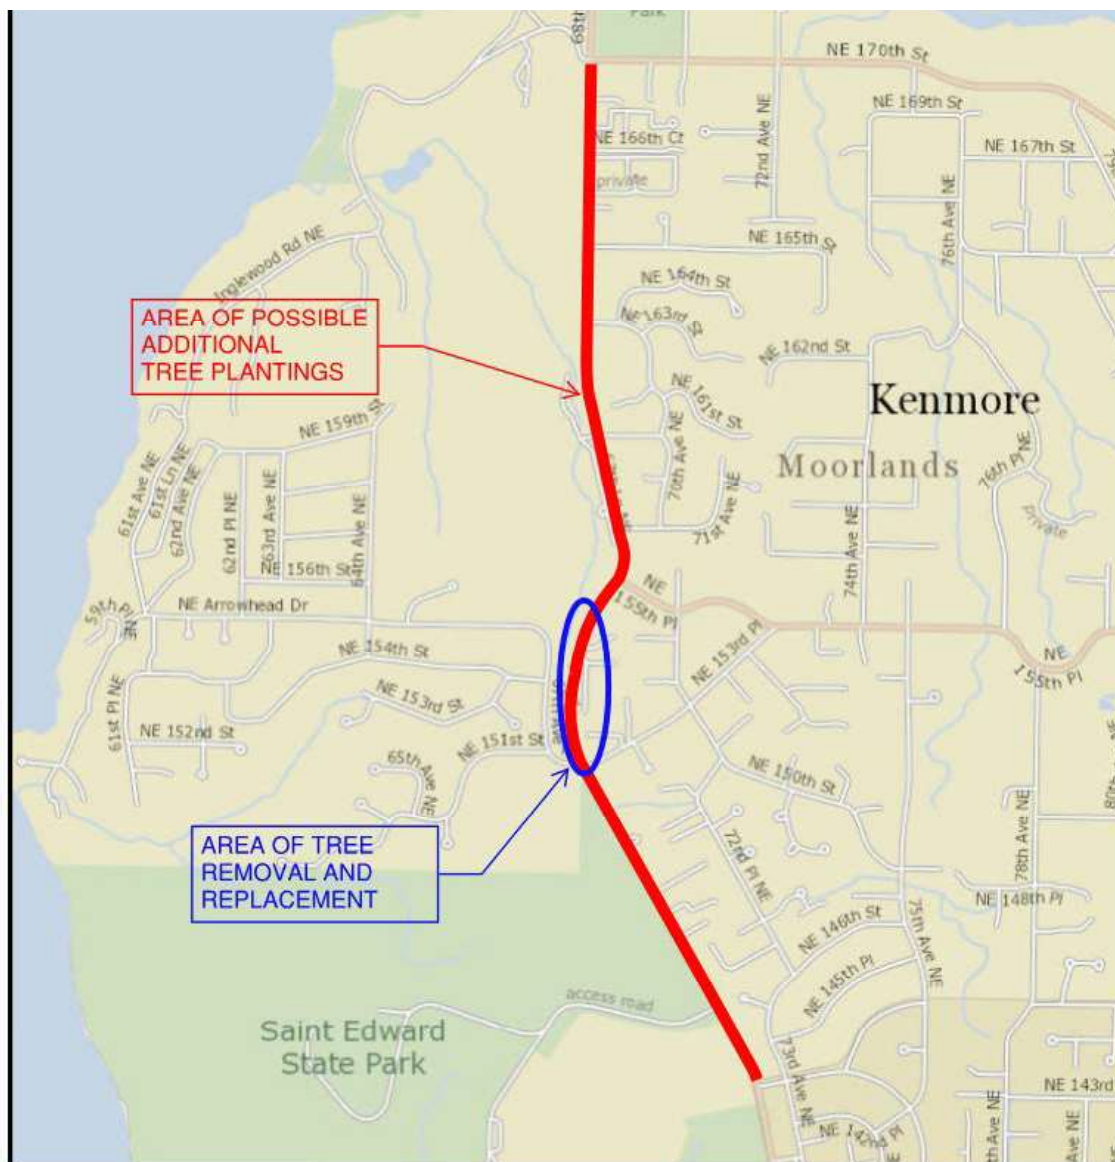 Park
68th
NE 170th St
NE 169th St
NE 166th Ct
72nd Ave NE
NE 167th St
private
76th Ave NE
NE 165th St
Inglewood Rd NE
NE 164th St
AREA OF POSSIBLE
ADDITIONAL
TREE PLANTINGS
NE 163rd St
NE 162nd St
NE 161st St
Kenmore
NE 159th St
Moorlands
61st Ave NE
61st Ln NE
62nd Ave NE
62nd Pl NE
63rd Ave NE
64th Ave NE
70th Ave NE
71st Ave NE
74th Ave NE
76th Pl NE
private
NE 156th St
NE
155th Pl
59th Pl NE
NE Arrowhead Dr
NE 154th St
NE 153rd Pl
NE
155th Pl
NE 153rd St
61st Pl NE
NE 152nd St
NE 151st St
65th Ave NE
NE 150th St
AREA OF TREE
REMOVAL AND
REPLACEMENT
72nd Pl NE
78th Ave NE
80th
NE 148th Pl
NE 146th St
75th Ave NE
NE 145th Pl
access road
Saint Edward
State Park
73rd Ave NE
NE 143rd
NE 142nd Pl
th Ave NE